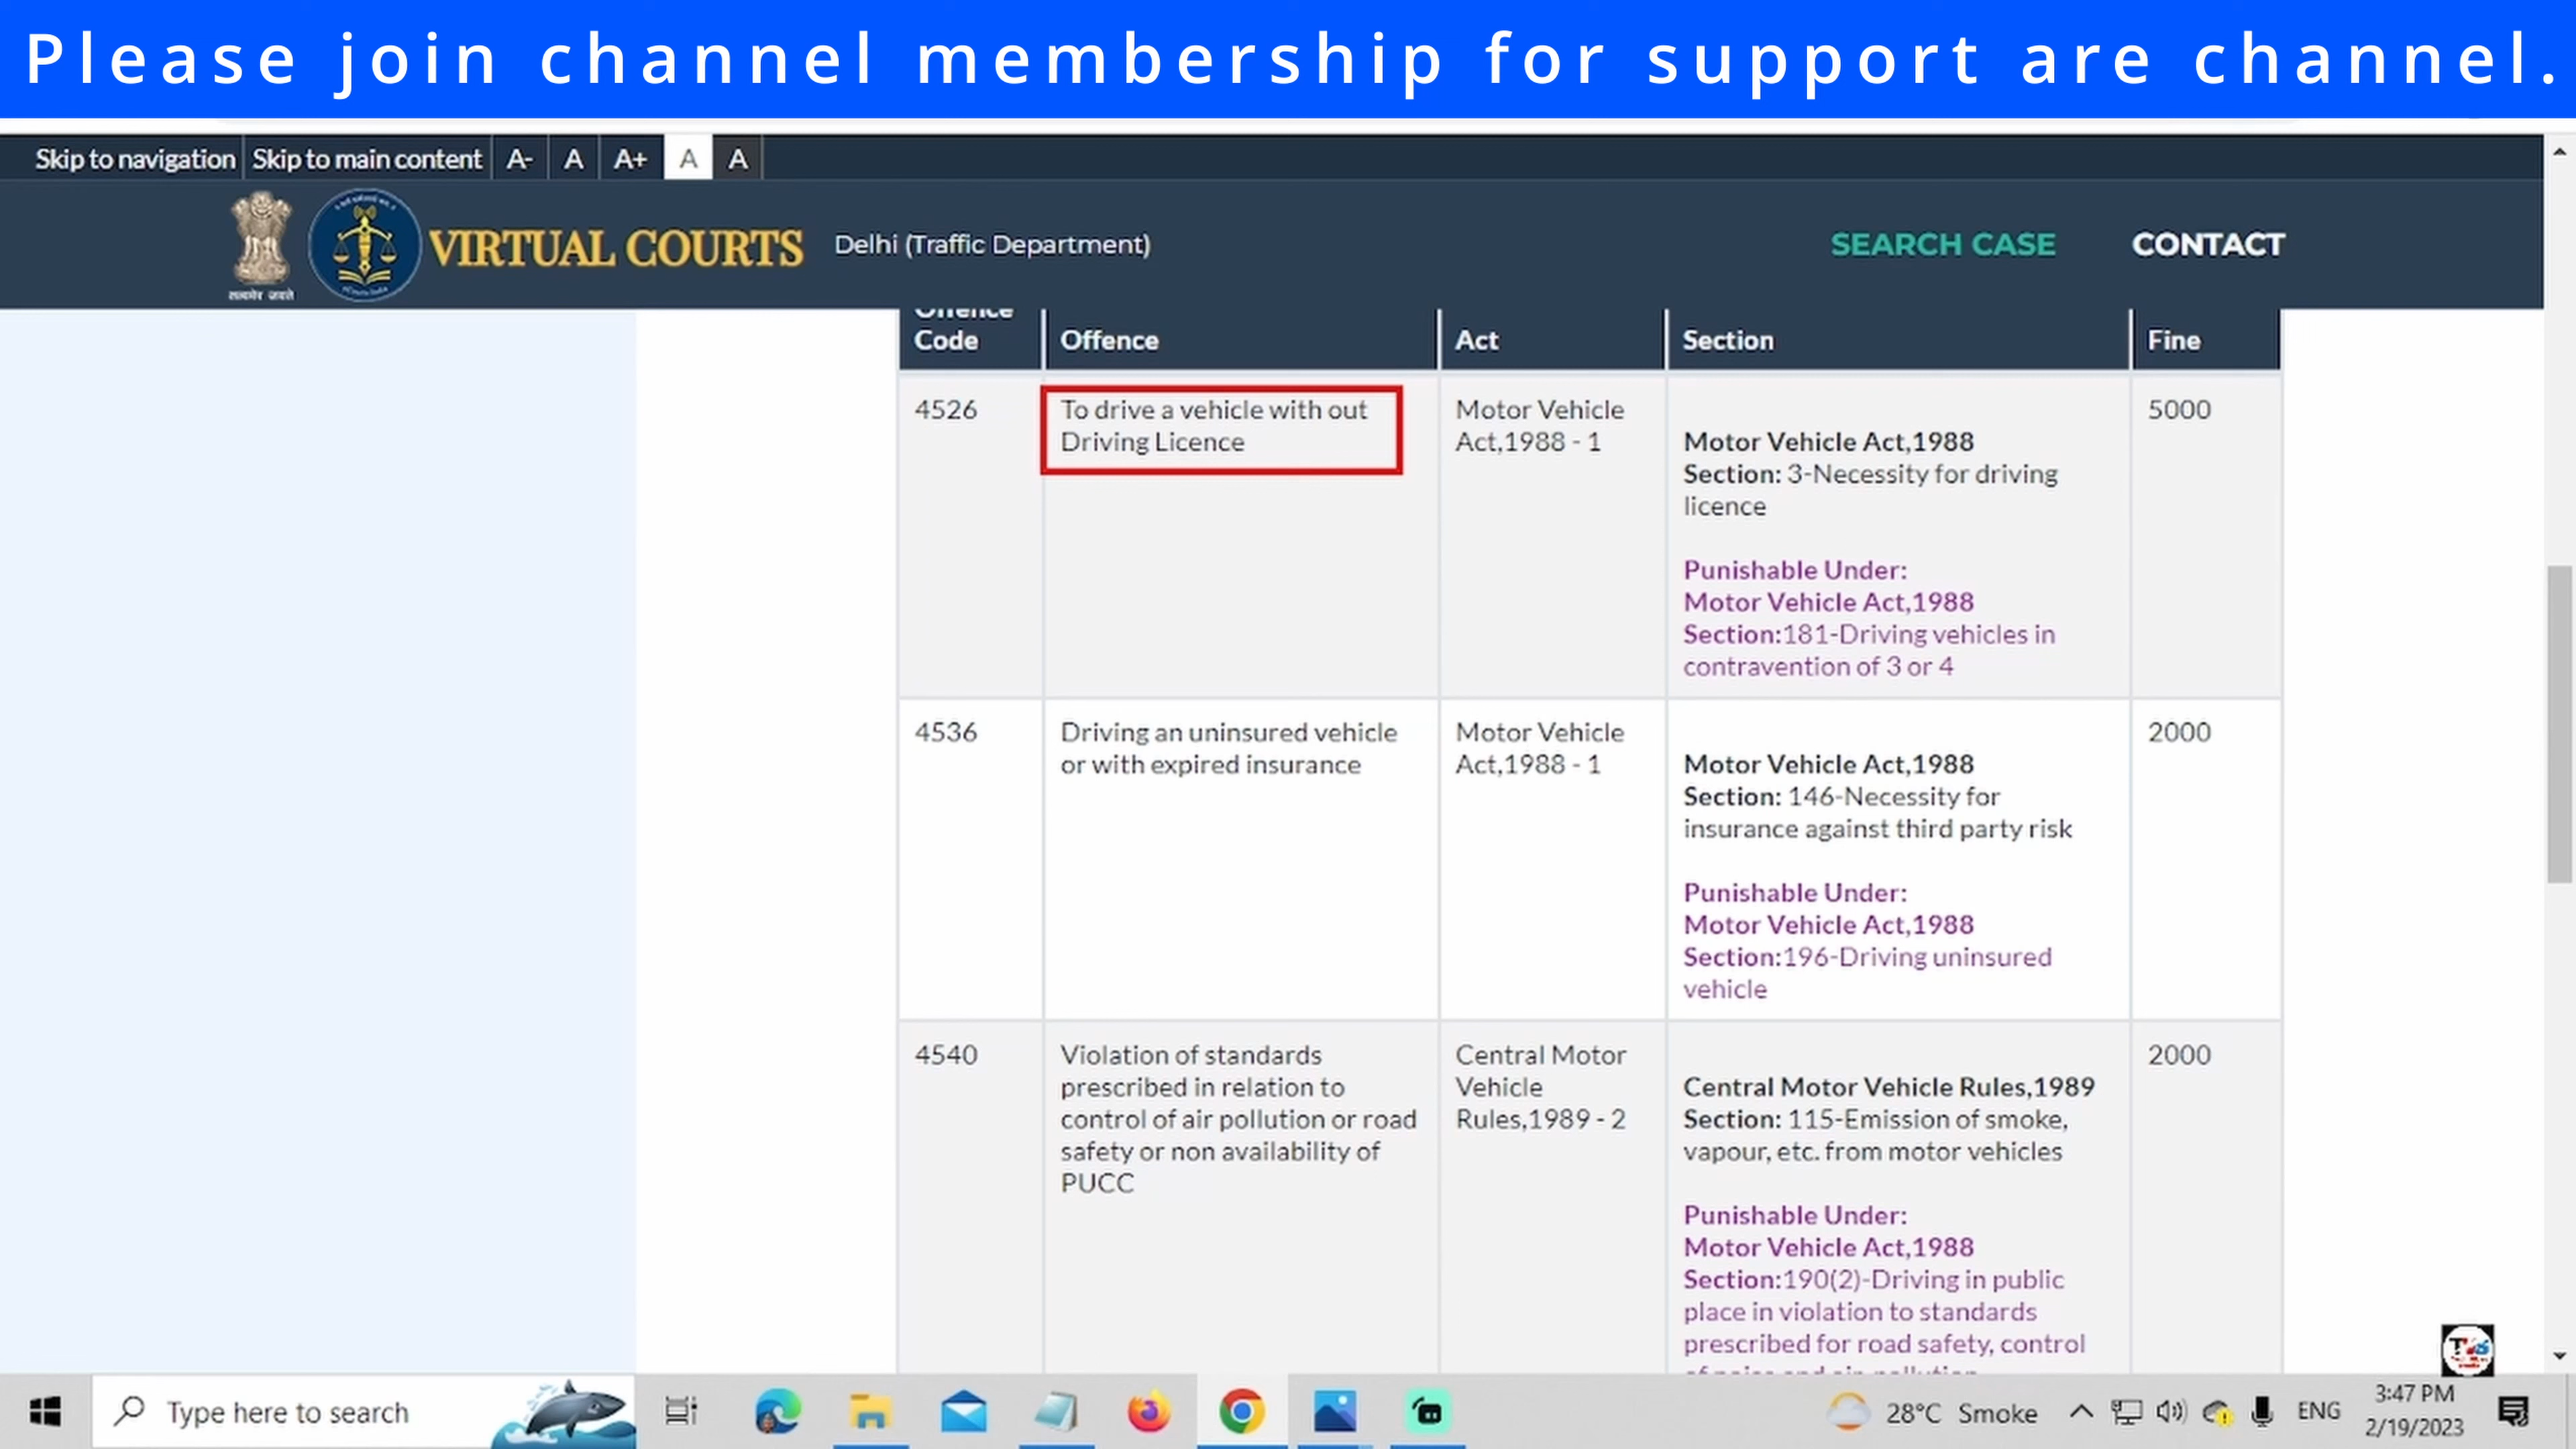 Please join channel membership for support are channel.
Skip to navigation Skip to main content A- A A+ A A
सत्यमेव जयते
VIRTUAL COURTS Delhi (Traffic Department) SEARCH CASE CONTACT
Offence
Code Offence Act Section Fine
4526 To drive a vehicle with out
Driving Licence
Motor Vehicle
Act,1988 - 1
Motor Vehicle Act,1988
Section: 3-Necessity for driving
licence
Punishable Under:
Motor Vehicle Act,1988
Section:181-Driving vehicles in
contravention of 3 or 4
5000
4536 Driving an uninsured vehicle
or with expired insurance
Motor Vehicle
Act,1988 - 1
Motor Vehicle Act,1988
Section: 146-Necessity for
insurance against third party risk
Punishable Under:
Motor Vehicle Act,1988
Section:196-Driving uninsured
vehicle
2000
4540 Violation of standards
prescribed in relation to
control of air pollution or road
safety or non availability of
PUCC
Central Motor
Vehicle
Rules,1989 - 2
Central Motor Vehicle Rules,1989
Section: 115-Emission of smoke,
vapour, etc. from motor vehicles
Punishable Under:
Motor Vehicle Act,1988
Section:190(2)-Driving in public
place in violation to standards
prescribed for road safety, control
2000
Type here to search
28°C Smoke ENG 3:47 PM
2/19/2023